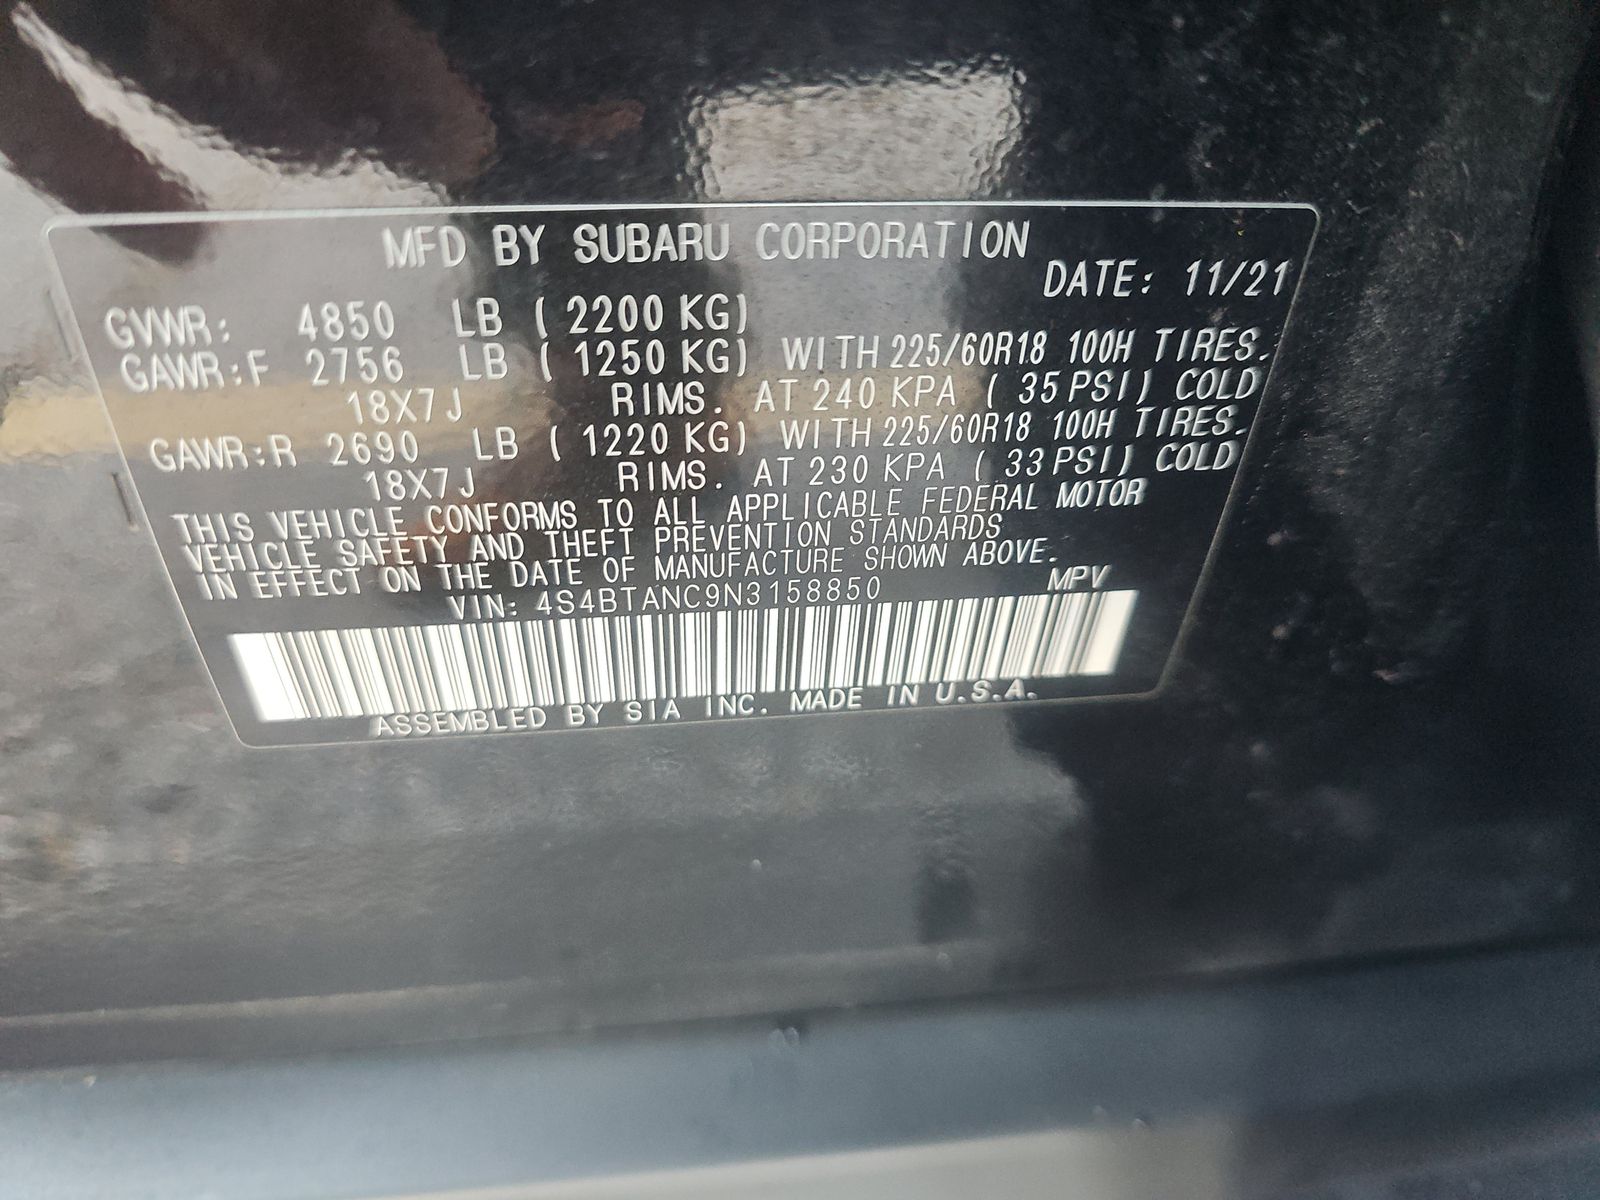 MFD BY SUBARU CORPORATION
DATE: 11/21
GVWR: 4850 LB ( 2200 KG)
GAWR:F 2756 LB ( 1250 KG) WITH 225/60R18 100H TIRES.
18X7J RIMS. AT 240 KPA ( 35 PSI) COLD
GAWR:R 2690 LB ( 1220 KG) WITH 225/60R18 100H TIRES.
18X7J RIMS. AT 230 KPA ( 33 PSI) COLD
THIS VEHICLE CONFORMS TO ALL APPLICABLE FEDERAL MOTOR
VEHICLE SAFETY AND THEFT PREVENTION STANDARDS
IN EFFECT ON THE DATE OF MANUFACTURE SHOWN ABOVE.
VIN: 4S4BTANC9N3158850 MPV
ASSEMBLED BY SIA INC. MADE IN U.S.A.